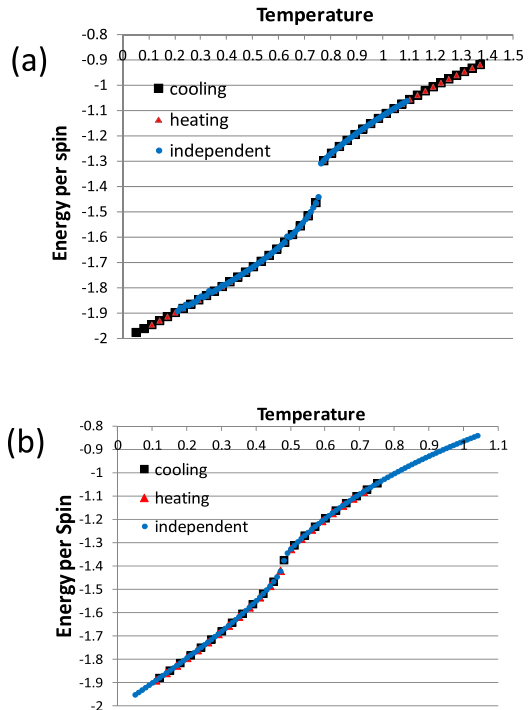 Temperature
(a)
-0.8
0 0.1 0.2 0.3 0.4 0.5 0.6 0.7 0.8 0.9 1 1.1 1.2 1.3 1.4 1.5
-0.9
-1
-1.1
-1.2
-1.3
-1.4
-1.5
-1.6
-1.7
-1.8
-1.9
-2
cooling
heating
independent
Energy per spin
Temperature
(b)
-0.8
0 0.1 0.2 0.3 0.4 0.5 0.6 0.7 0.8 0.9 1 1.1
-0.9
-1
-1.1
-1.2
-1.3
-1.4
-1.5
-1.6
-1.7
-1.8
-1.9
-2
cooling
heating
independent
Energy per Spin